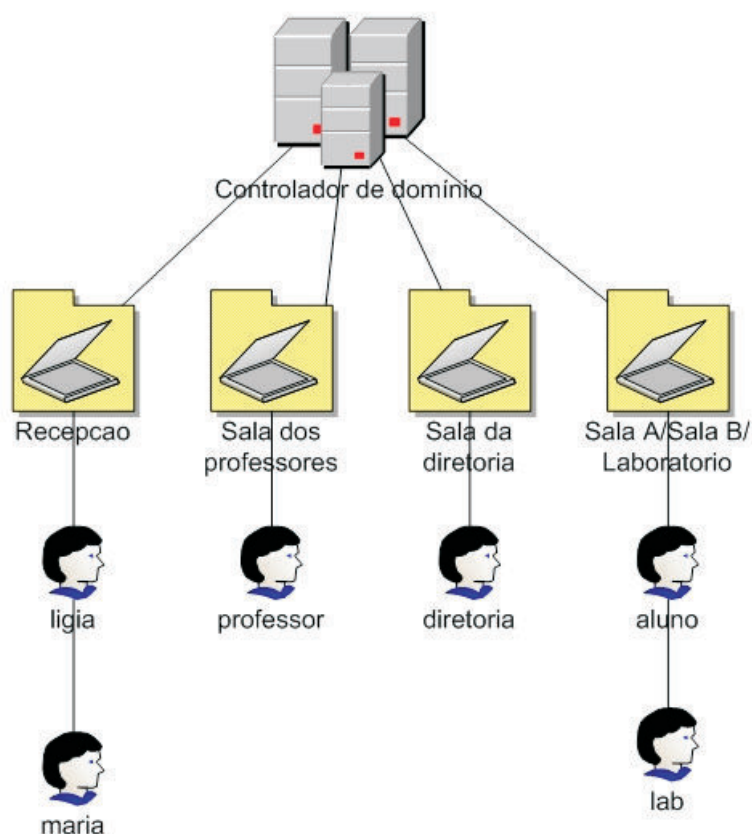 Controlador de domínio
Recepcao
Sala dos
professores
Sala da
diretoria
Sala A/Sala B/
Laboratorio
ligia
professor
diretoria
aluno
maria
lab